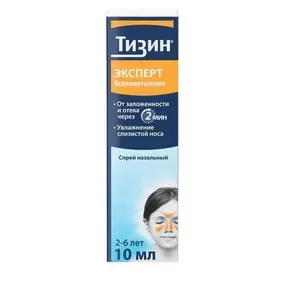 Тизин®
ЭКСПЕРТ
Ксилометазолин
• От заложенности
и отека
через 2 мин
• Увлажнение
слизистой носа
Спрей назальный
2-6 лет
10 мл